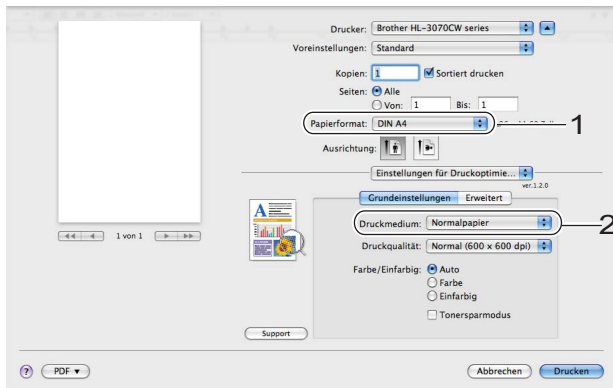 Drucker: Brother HL-3070CW series
Voreinstellungen: Standard
Kopien: 1 Sortiert drucken
Seiten: Alle
Von: 1 Bis: 1
Papierformat: DIN A4 1
Ausrichtung:
Einstellungen für Druckoptimie...
ver.1.2.0
Grundeinstellungen Erweitert
Druckmedium: Normalpapier 2
1 von 1
Druckqualität: Normal (600 x 600 dpi)
Farbe/Einfarbig: Auto
Farbe
Einfarbig
Tonersparmodus
Support
? PDF ▼ Abbrechen Drucken